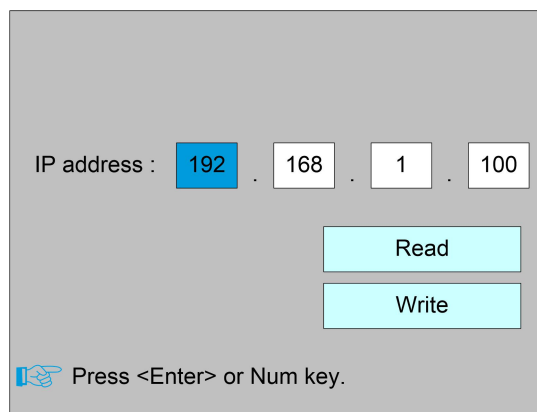 IP address : 192 . 168 . 1 . 100
Read
Write
Press <Enter> or Num key.